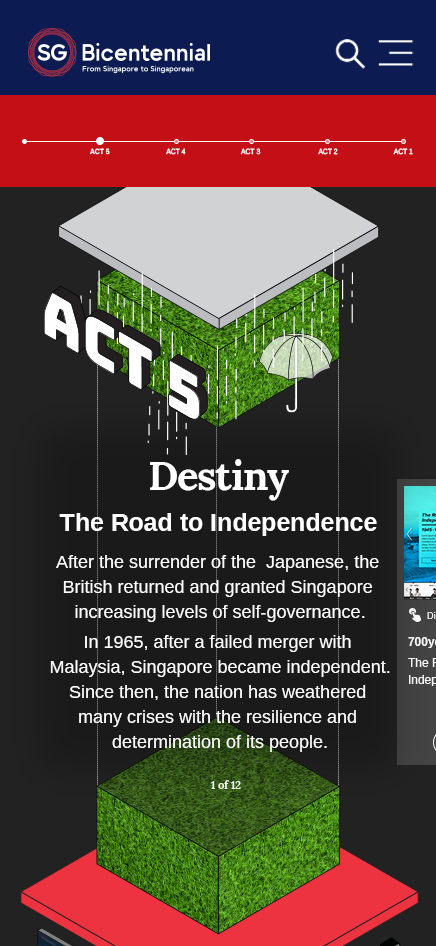 SG Bicentennial
From Singapore to Singaporean
ACT 5 ACT 4 ACT 3 ACT 2 ACT 1
ACT 5
Destiny
The Road to Independence
After the surrender of the Japanese, the
British returned and granted Singapore
increasing levels of self-governance.
In 1965, after a failed merger with
Malaysia, Singapore became independent.
Since then, the nation has weathered
many crises with the resilience and
determination of its people.
1 of 12
700y
The
Indep